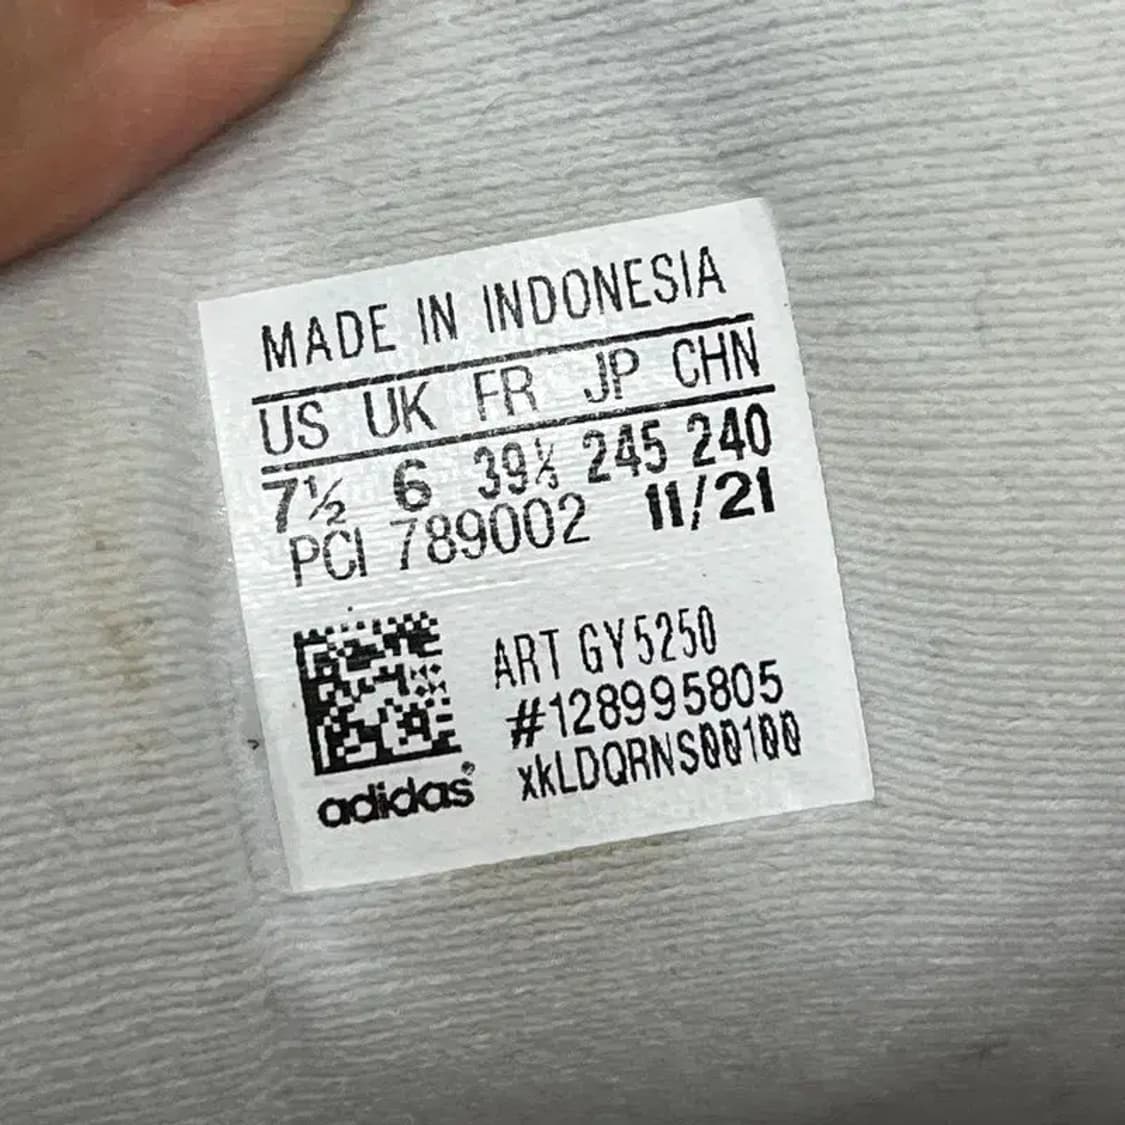 MADE IN INDONESIA
US UK FR JP CHN
7½ 6 39⅓ 245 240
PCI 789002 11/21
ART GY5250
#128995805
xkLDQRNS00100
adidas®